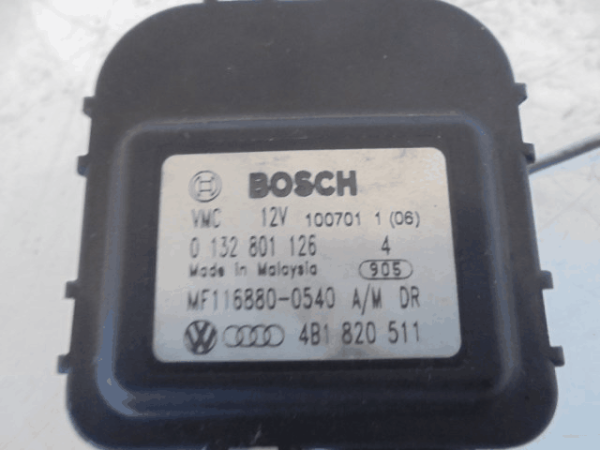 BOSCH
VMC 12V 100701 1 (06)
0 132 801 126 4
Made in Malaysia 905
MF116880-0540 A/M DR
4B1 820 511